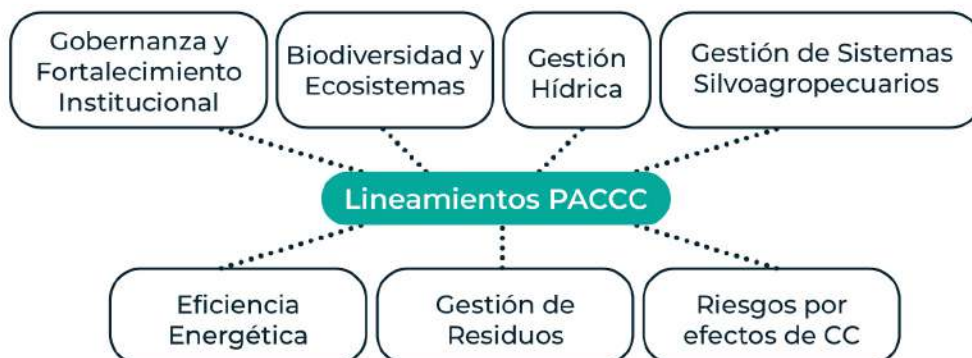 Gobernanza y
Fortalecimiento
Institucional
Biodiversidad y
Ecosistemas
Gestión
Hídrica
Gestión de Sistemas
Silvoagropecuarios
Lineamientos PACCC
Eficiencia
Energética
Gestión de
Residuos
Riesgos por
efectos de CC